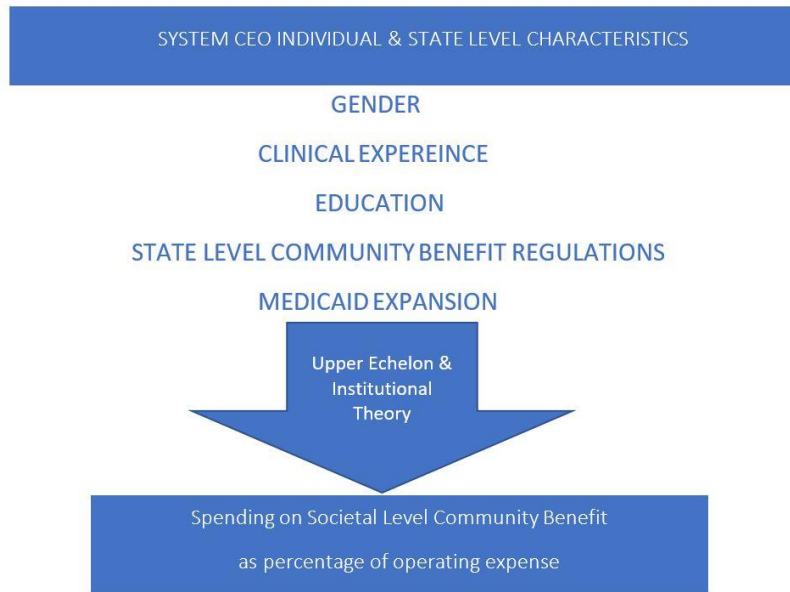 SYSTEM CEO INDIVIDUAL & STATE LEVEL CHARACTERISTICS
GENDER
CLINICAL EXPEREINCE
EDUCATION
STATE LEVEL COMMUNITY BENEFIT REGULATIONS
MEDICAID EXPANSION
Upper Echelon &
Institutional
Theory
Spending on Societal Level Community Benefit
as percentage of operating expense